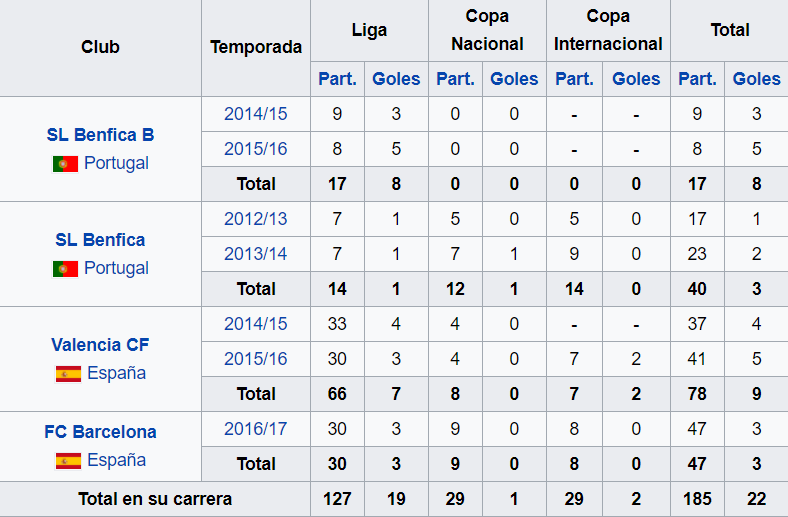 Club Temporada Liga Copa Nacional Copa Internacional Total
Part. Goles Part. Goles Part. Goles Part. Goles
SL Benfica B
Portugal
2014/15 9 3 0 0 - - 9 3
2015/16 8 5 0 0 - - 8 5
Total 17 8 0 0 0 0 17 8
SL Benfica
Portugal
2012/13 7 1 5 0 5 0 17 1
2013/14 7 1 7 1 9 0 23 2
Total 14 1 12 1 14 0 40 3
Valencia CF
España
2014/15 33 4 4 0 - - 37 4
2015/16 30 3 4 0 7 2 41 5
Total 66 7 8 0 7 2 78 9
FC Barcelona
España
2016/17 30 3 9 0 8 0 47 3
Total 30 3 9 0 8 0 47 3
Total en su carrera 127 19 29 1 29 2 185 22